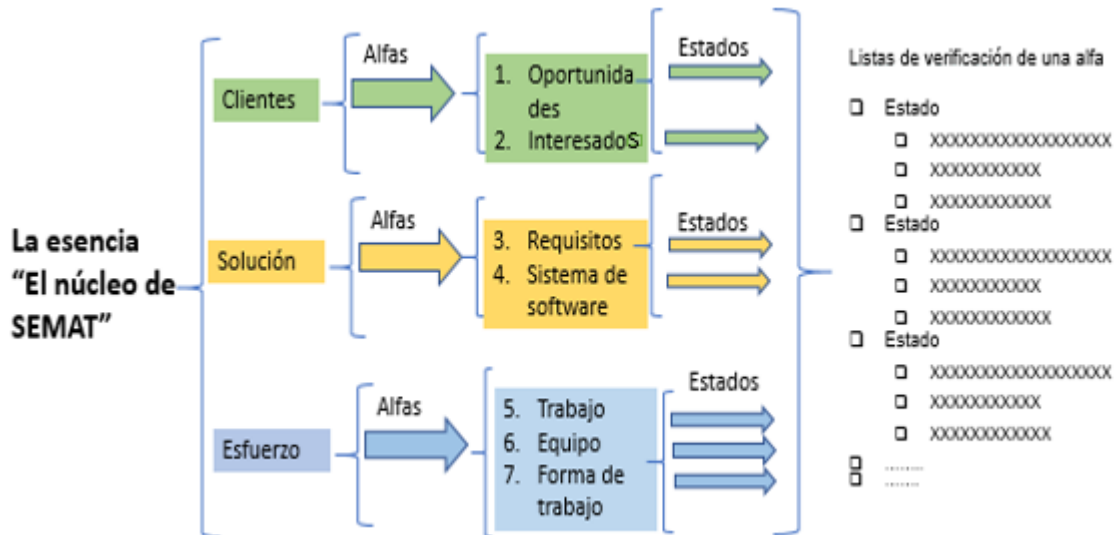 La esencia
“El núcleo de
SEMAT”
Clientes
Alfas
1. Oportunida
des
2. Interesados
Estados
Solución
Alfas
3. Requisitos
4. Sistema de
software
Estados
Esfuerzo
Alfas
5. Trabajo
6. Equipo
7. Forma de
trabajo
Estados
Listas de verificación de una alfa
Estado
XXXXXXXXXXXXXXXXXX
XXXXXXXXXXX
XXXXXXXXXXXX
Estado
XXXXXXXXXXXXXXXXXX
XXXXXXXXXXX
XXXXXXXXXXXX
Estado
XXXXXXXXXXXXXXXXXX
XXXXXXXXXXX
XXXXXXXXXXXX
........
.......